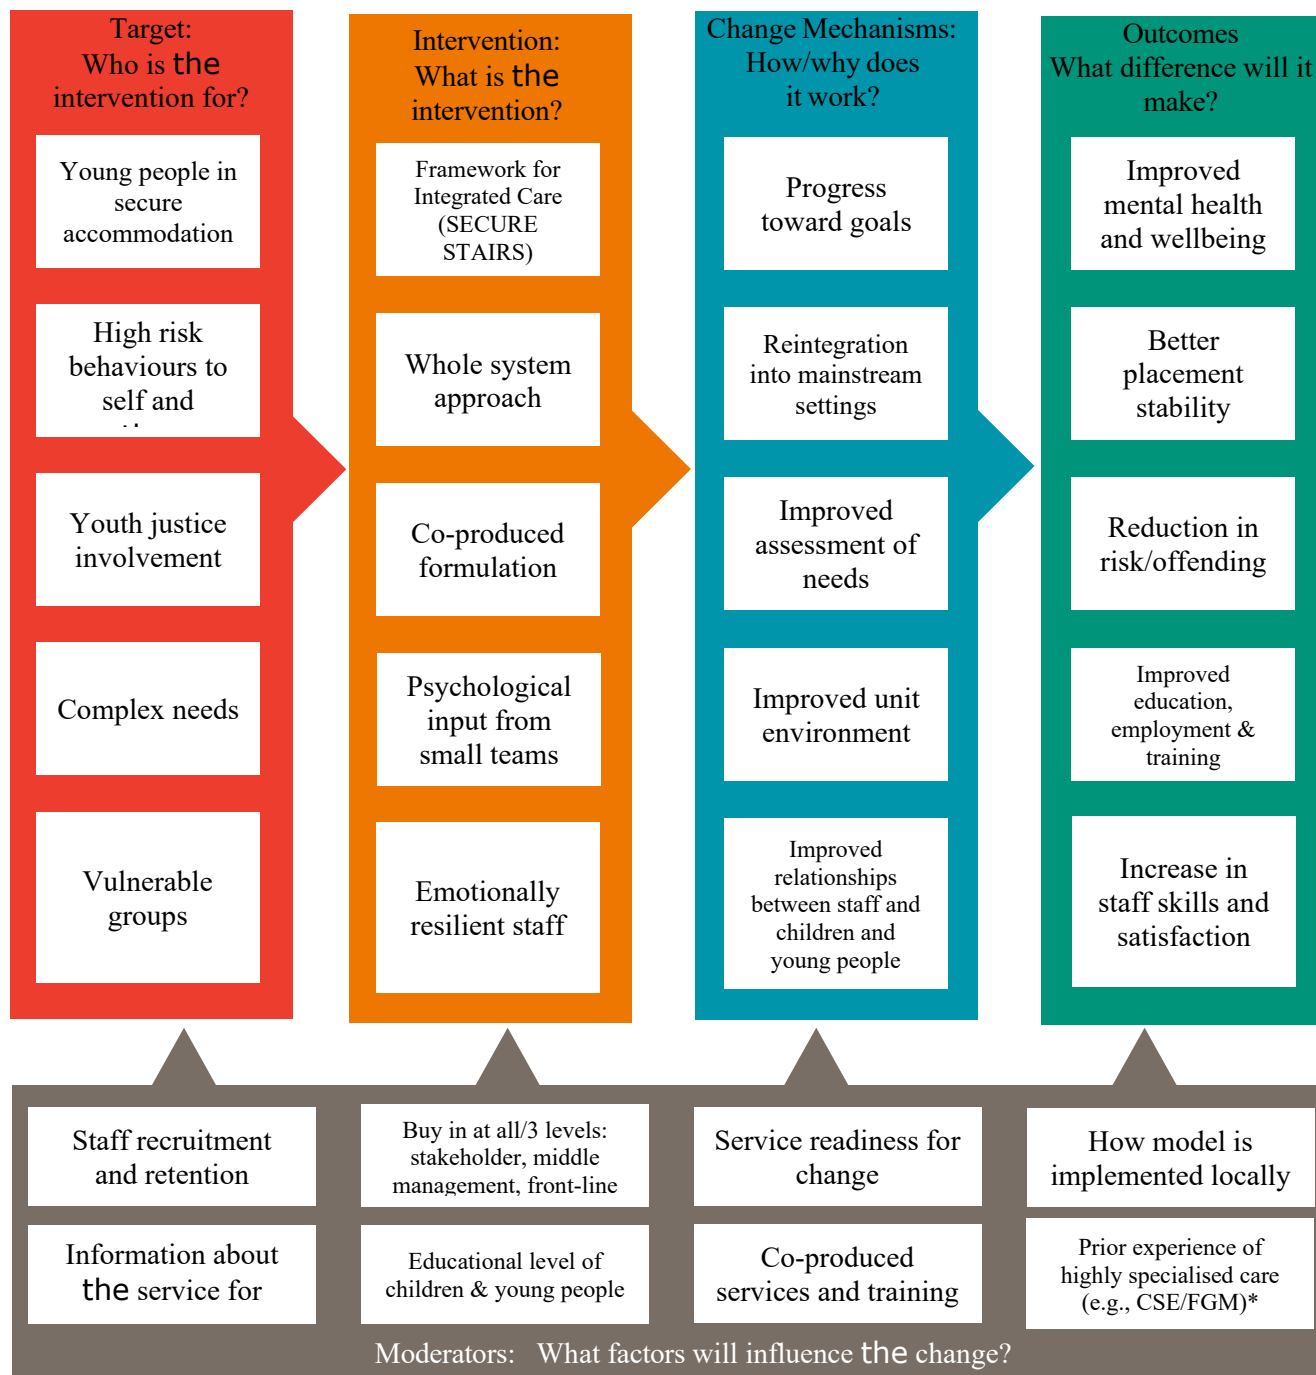 Target:
Who is the
intervention for?
Young people in
secure
accommodation
High risk
behaviours to
self and
Youth justice
involvement
Complex needs
Vulnerable
groups
Intervention:
What is the
intervention?
Framework for
Integrated Care
(SECURE
STAIRS)
Whole system
approach
Co-produced
formulation
Psychological
input from
small teams
Emotionally
resilient staff
Change Mechanisms:
How/why does
it work?
Progress
toward goals
Reintegration
into mainstream
settings
Improved
assessment of
needs
Improved unit
environment
Improved
relationships
between staff and
children and
young people
Outcomes
What difference will it
make?
Improved
mental health
and wellbeing
Better
placement
stability
Reduction in
risk/offending
Improved
education,
employment &
training
Increase in
staff skills and
satisfaction
Staff recruitment
and retention
Buy in at all/3 levels:
stakeholder, middle
management, front-line
Service readiness for
change
How model is
implemented locally
Information about
the service for
Educational level of
children & young people
Co-produced
services and training
Prior experience of
highly specialised care
(e.g., CSE/FGM)*
Moderators: What factors will influence the change?